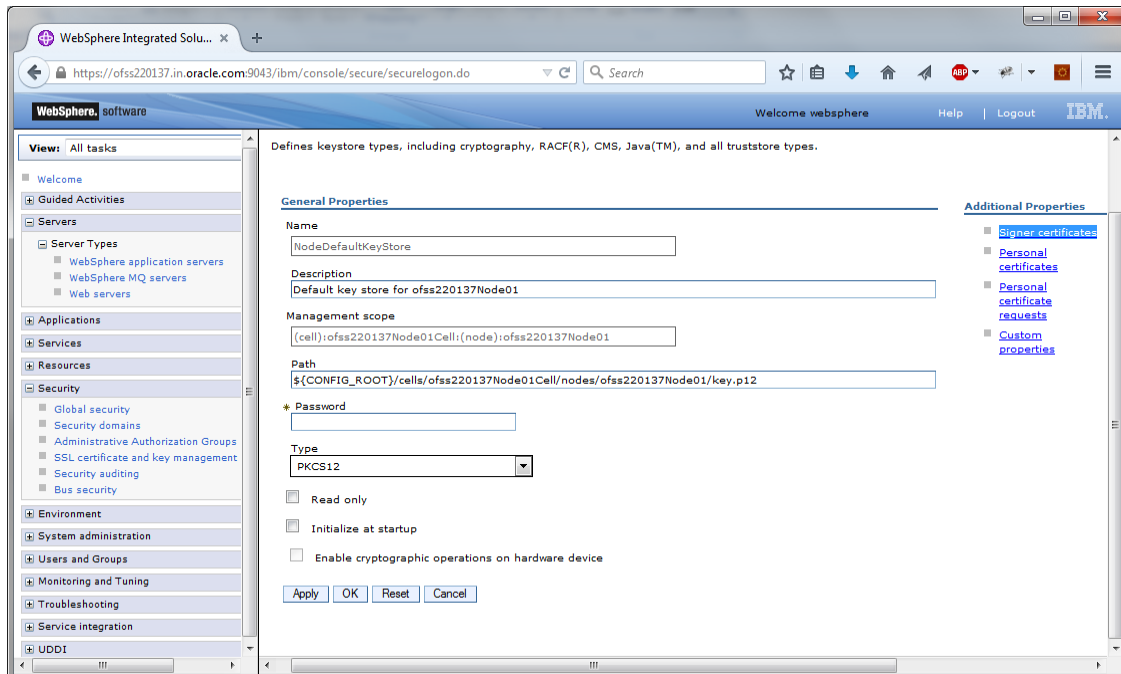 WebSphere Integrated Solu... × +
https://ofss220137.in.oracle.com:9043/ibm/console/secure/securelogon.do
Search
ABP
WebSphere. software
Welcome websphere
Help | Logout
IBM.
View: All tasks
Welcome
Guided Activities
Servers
Server Types
WebSphere application servers
WebSphere MQ servers
Web servers
Applications
Services
Resources
Security
Global security
Security domains
Administrative Authorization Groups
SSL certificate and key management
Security auditing
Bus security
Environment
System administration
Users and Groups
Monitoring and Tuning
Troubleshooting
Service integration
UDDI
Defines keystore types, including cryptography, RACF(R), CMS, Java(TM), and all truststore types.
General Properties
Name
NodeDefaultKeyStore
Description
Default key store for ofss220137Node01
Management scope
(cell):ofss220137Node01Cell:(node):ofss220137Node01
Path
${CONFIG_ROOT}/cells/ofss220137Node01Cell/nodes/ofss220137Node01/key.p12
* Password
Type
PKCS12
Read only
Initialize at startup
Enable cryptographic operations on hardware device
Apply OK Reset Cancel
Additional Properties
Signer certificates
Personal
certificates
Personal
certificate
requests
Custom
properties